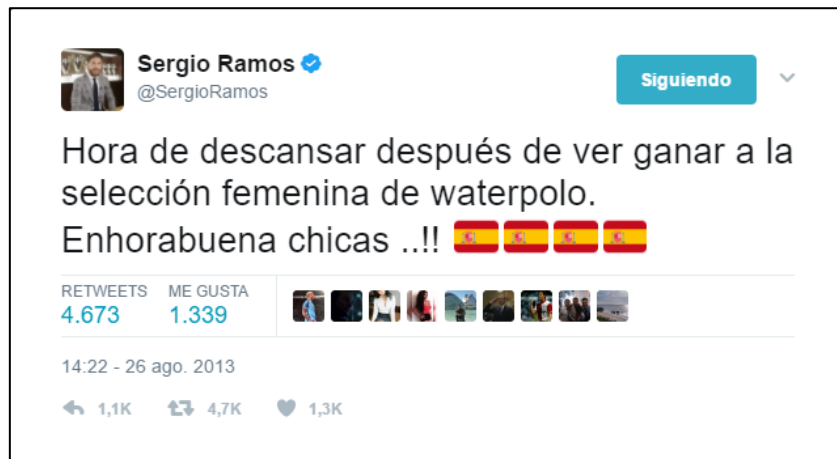 Sergio Ramos
@SergioRamos
Siguiendo
Hora de descansar después de ver ganar a la
selección femenina de waterpolo.
Enhorabuena chicas ..!! 🇪🇸🇪🇸🇪🇸🇪🇸
RETWEETS ME GUSTA
4.673 1.339
14:22 - 26 ago. 2013
1,1K 4,7K 1,3K